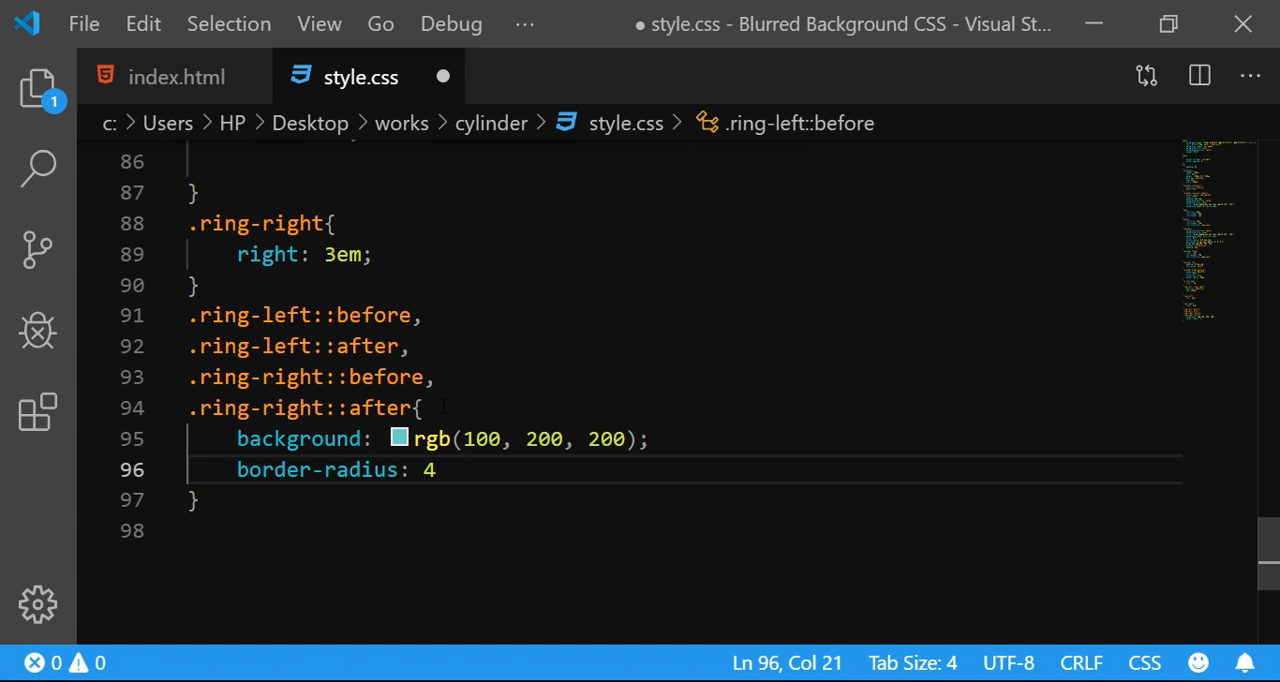 File Edit Selection View Go Debug ···
● style.css - Blurred Background CSS - Visual St...
index.html
style.css ●
1
c: > Users > HP > Desktop > works > cylinder > style.css > .ring-left::before
86
87 }
88 .ring-right{
89 right: 3em;
90 }
91 .ring-left::before,
92 .ring-left::after,
93 .ring-right::before,
94 .ring-right::after{
95 background: rgb(100, 200, 200);
96 border-radius: 4
97 }
98
0 0 Ln 96, Col 21 Tab Size: 4 UTF-8 CRLF CSS